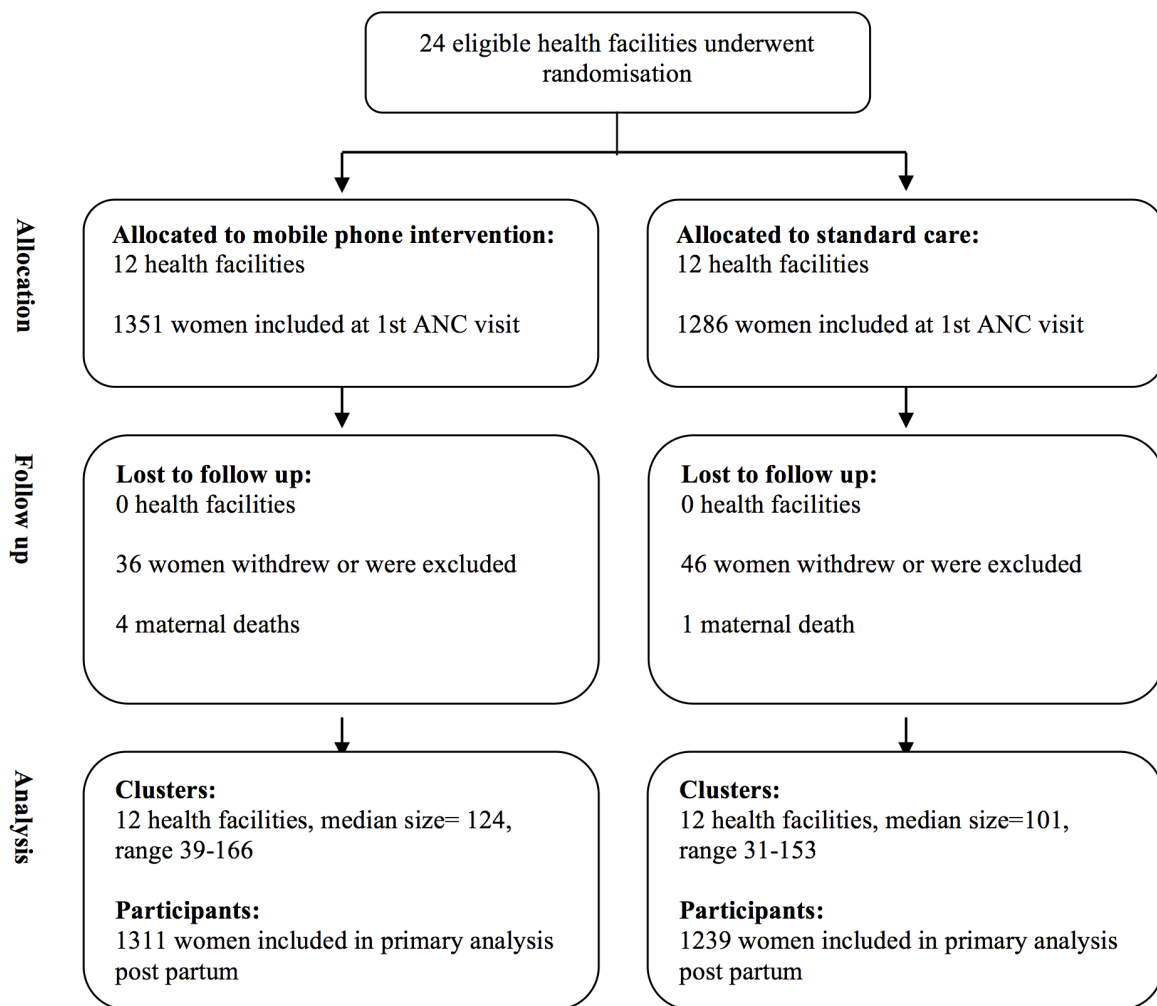 24 eligible health facilities underwent
randomisation
Allocation
Allocated to mobile phone intervention:
12 health facilities
1351 women included at 1st ANC visit
Allocated to standard care:
12 health facilities
1286 women included at 1st ANC visit
Follow up
Lost to follow up:
0 health facilities
36 women withdrew or were excluded
4 maternal deaths
Lost to follow up:
0 health facilities
46 women withdrew or were excluded
1 maternal death
Analysis
Clusters:
12 health facilities, median size= 124,
range 39-166
Participants:
1311 women included in primary analysis
post partum
Clusters:
12 health facilities, median size=101,
range 31-153
Participants:
1239 women included in primary analysis
post partum